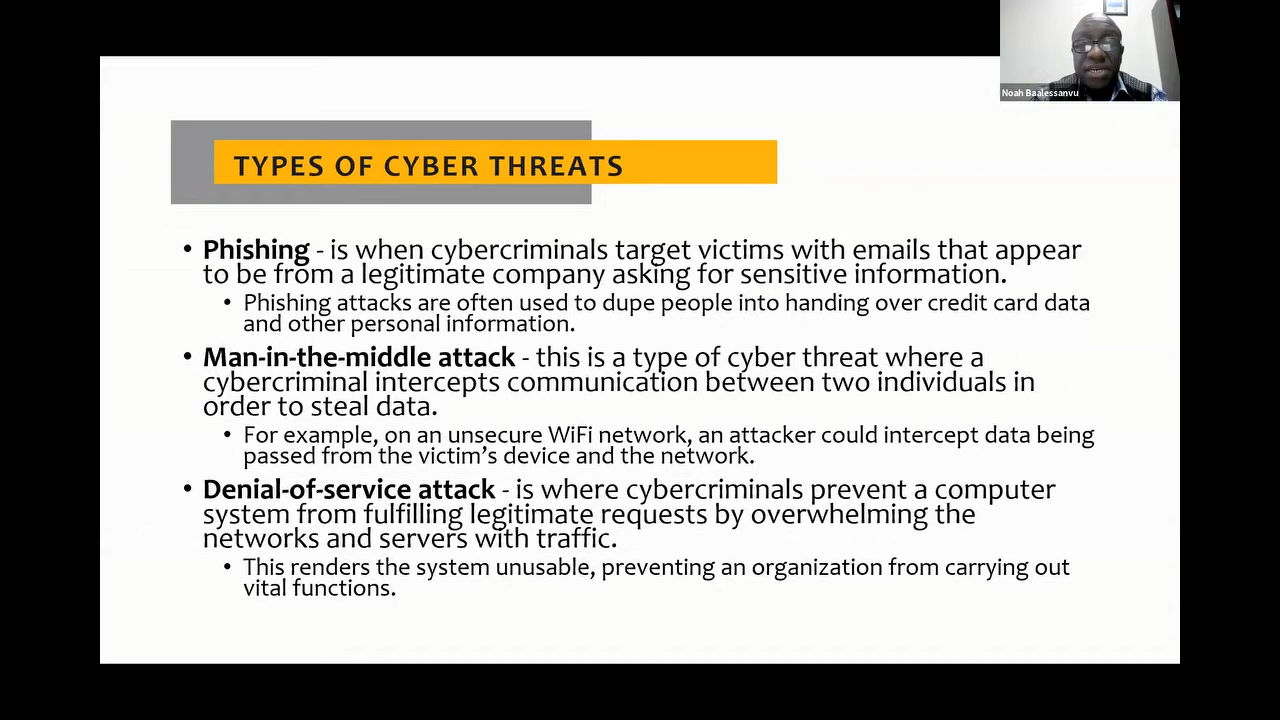 Noah Baalessanvu
TYPES OF CYBER THREATS
• Phishing - is when cybercriminals target victims with emails that appear
to be from a legitimate company asking for sensitive information.
• Phishing attacks are often used to dupe people into handing over credit card data
and other personal information.
• Man-in-the-middle attack - this is a type of cyber threat where a
cybercriminal intercepts communication between two individuals in
order to steal data.
• For example, on an unsecure WiFi network, an attacker could intercept data being
passed from the victim’s device and the network.
• Denial-of-service attack - is where cybercriminals prevent a computer
system from fulfilling legitimate requests by overwhelming the
networks and servers with traffic.
• This renders the system unusable, preventing an organization from carrying out
vital functions.